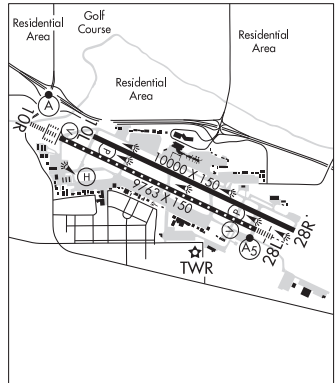 Golf
Course
Residential
Area
Residential
Area
Residential
Area
A
10R
10L
V
P
H
10000 X 150
9763 X 150
P
V
A5
28L
28R
TWR